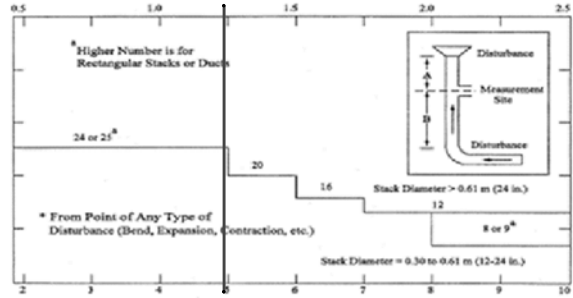 0.5 1.0 1.5 2.0 2.5
a Higher Number is for
Rectangular Stacks or Ducts
Disturbance
A
Measurement
Site
B
Disturbance
24 or 25 a
20
16
Stack Diameter > 0.61 m (24 in.)
12
* From Point of Any Type of
Disturbance (Bend, Expansion, Contraction, etc.)
8 or 9 a
Stack Diameter = 0.30 to 0.61 m (12-24 in.)
2 3 4 5 6 7 8 9 10